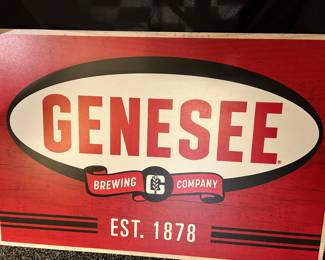 GENESEE®
BREWING G COMPANY
EST. 1878